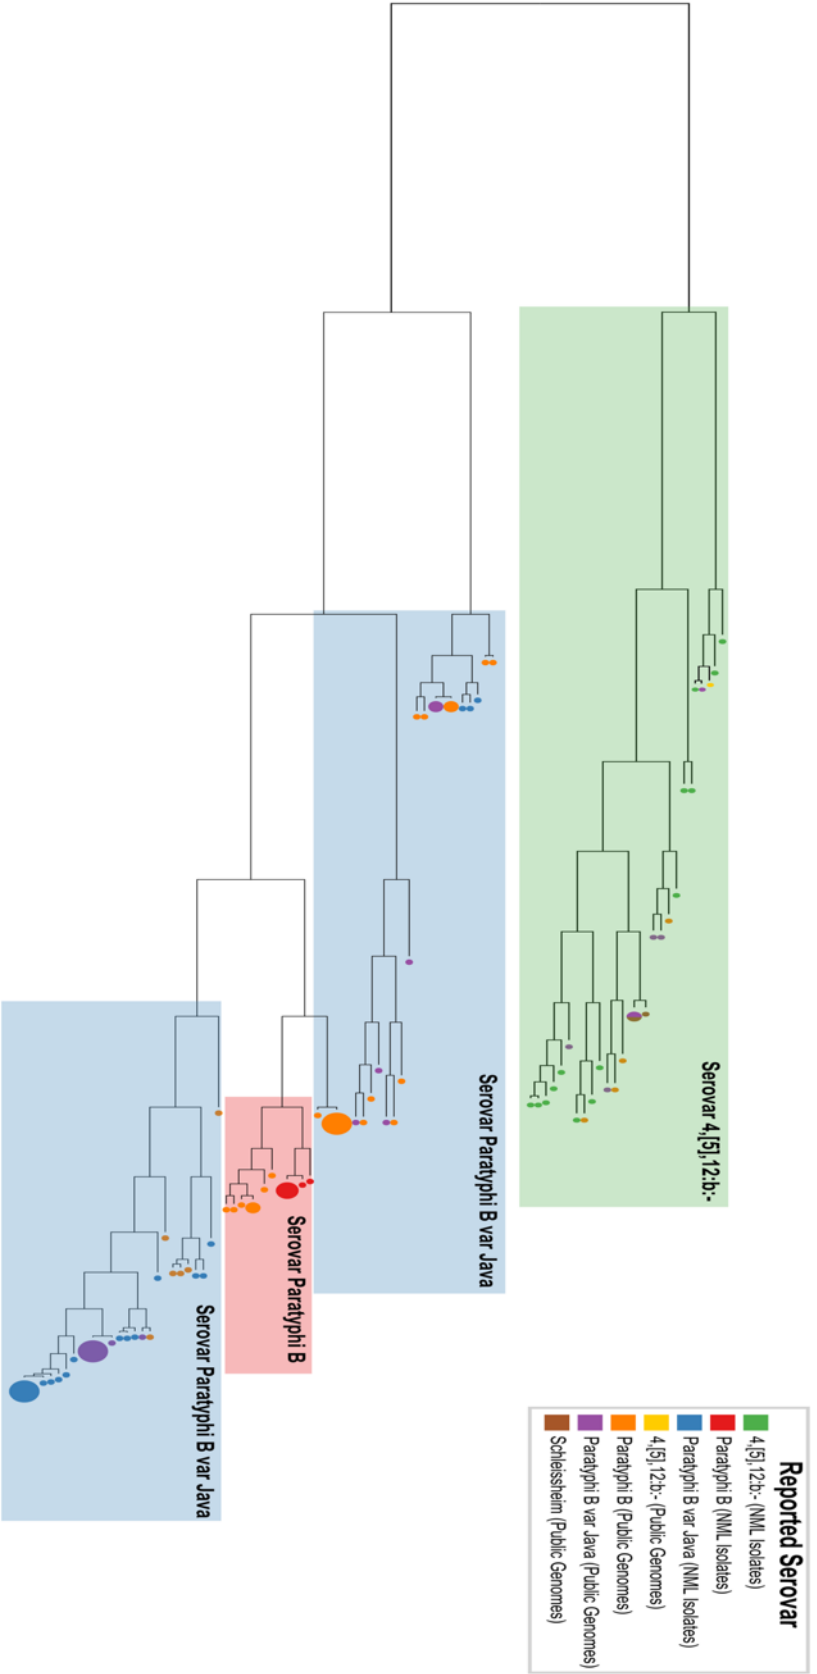 Serovar 4,[5],12:b:-
Serovar Paratyphi B var Java
Serovar Paratyphi B
Serovar Paratyphi B var Java
Reported Serovar
4,[5],12:b:- (NML Isolates)
Paratyphi B (NML Isolates)
Paratyphi B var Java (NML Isolates)
4,[5],12:b:- (Public Genomes)
Paratyphi B (Public Genomes)
Paratyphi B var Java (Public Genomes)
Schleissheim (Public Genomes)